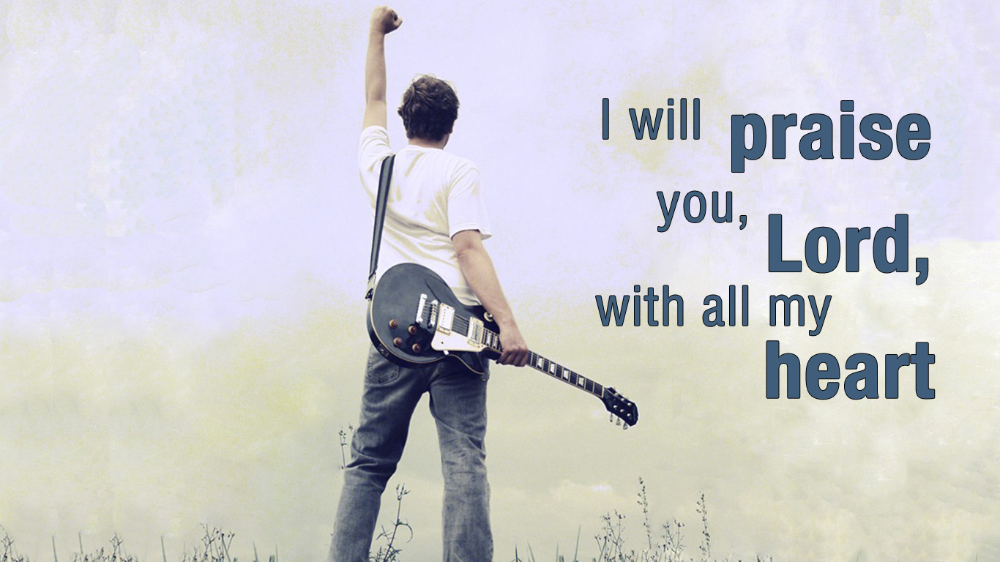 I will praise
you, Lord,
with all my
heart